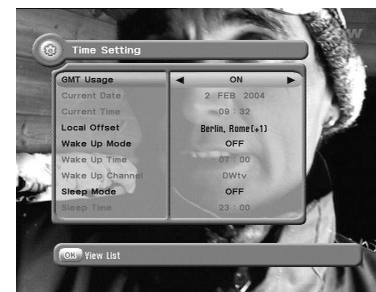 Time Setting
GMT Usage ◀ ON ▶
Current Date 2 FEB 2004
Current Time 09 : 32
Local Offset Berlin, Rome(+1)
Wake Up Mode OFF
Wake Up Time 07 : 00
Wake Up Channel DWtv
Sleep Mode OFF
Sleep Time 23 : 00
OK View List